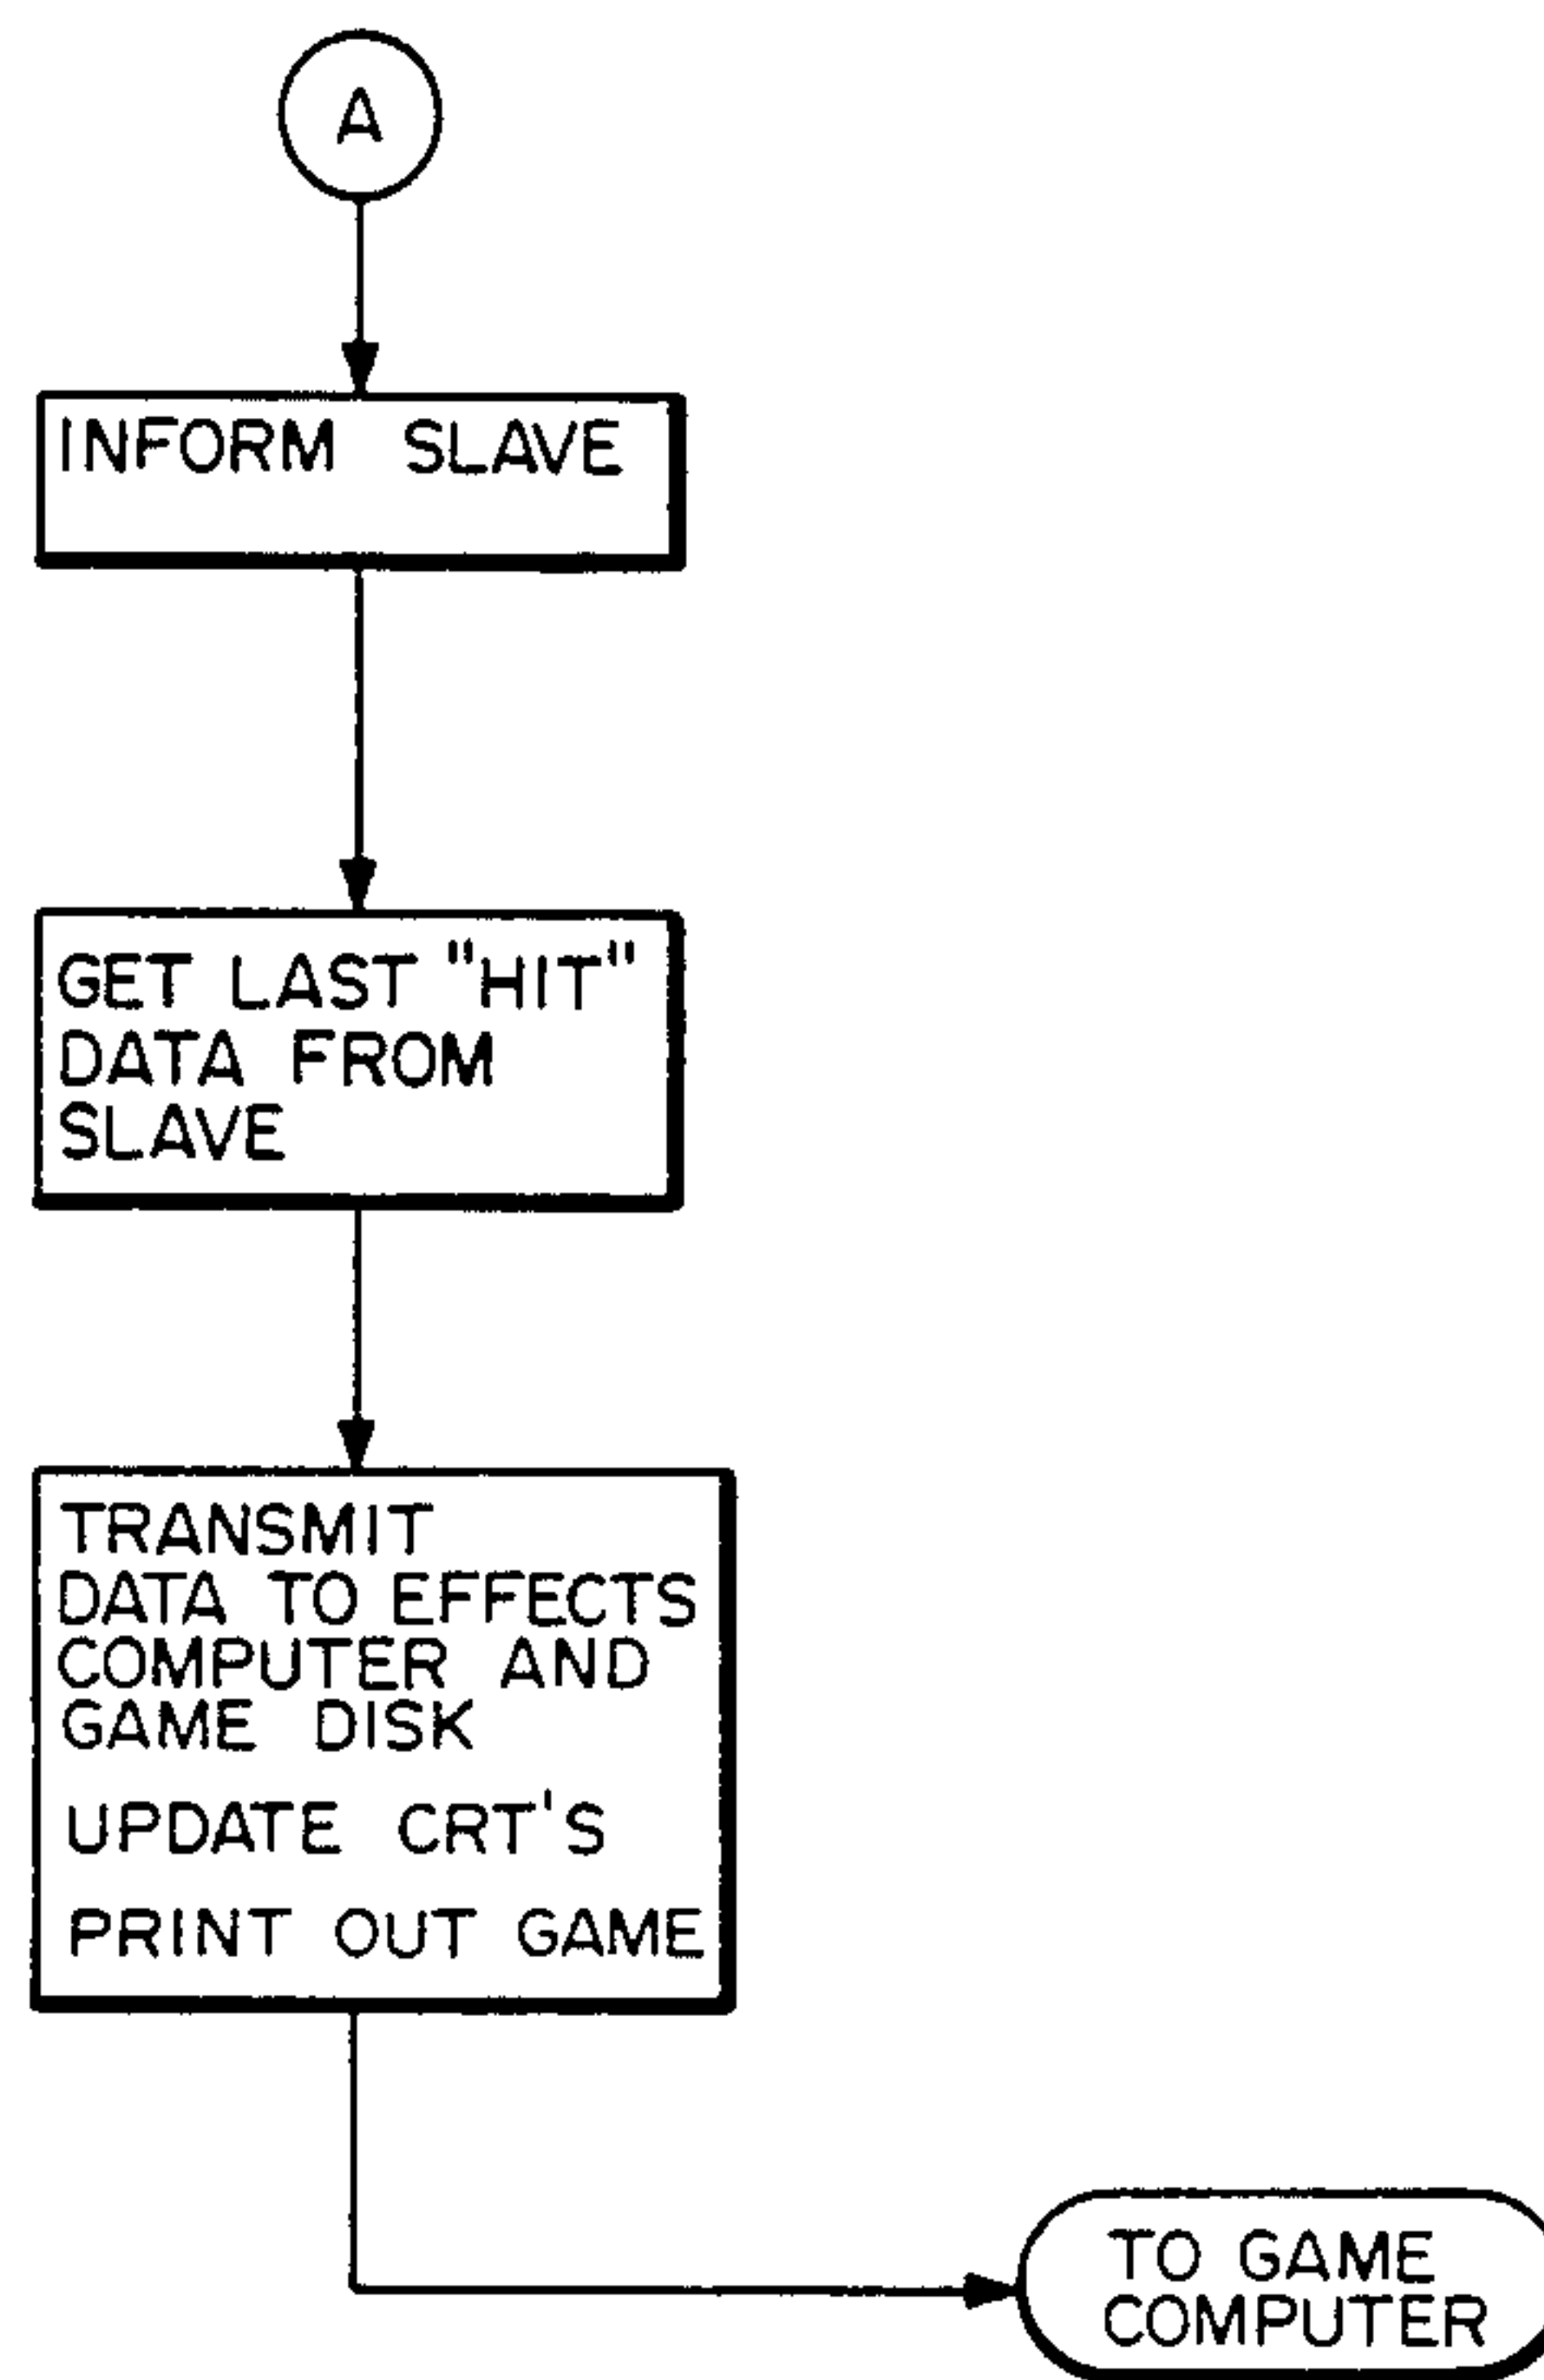 A
INFORM SLAVE
GET LAST "HIT"
DATA FROM
SLAVE
TRANSMIT
DATA TO EFFECTS
COMPUTER AND
GAME DISK
UPDATE CRT'S
PRINT OUT GAME
TO GAME
COMPUTER